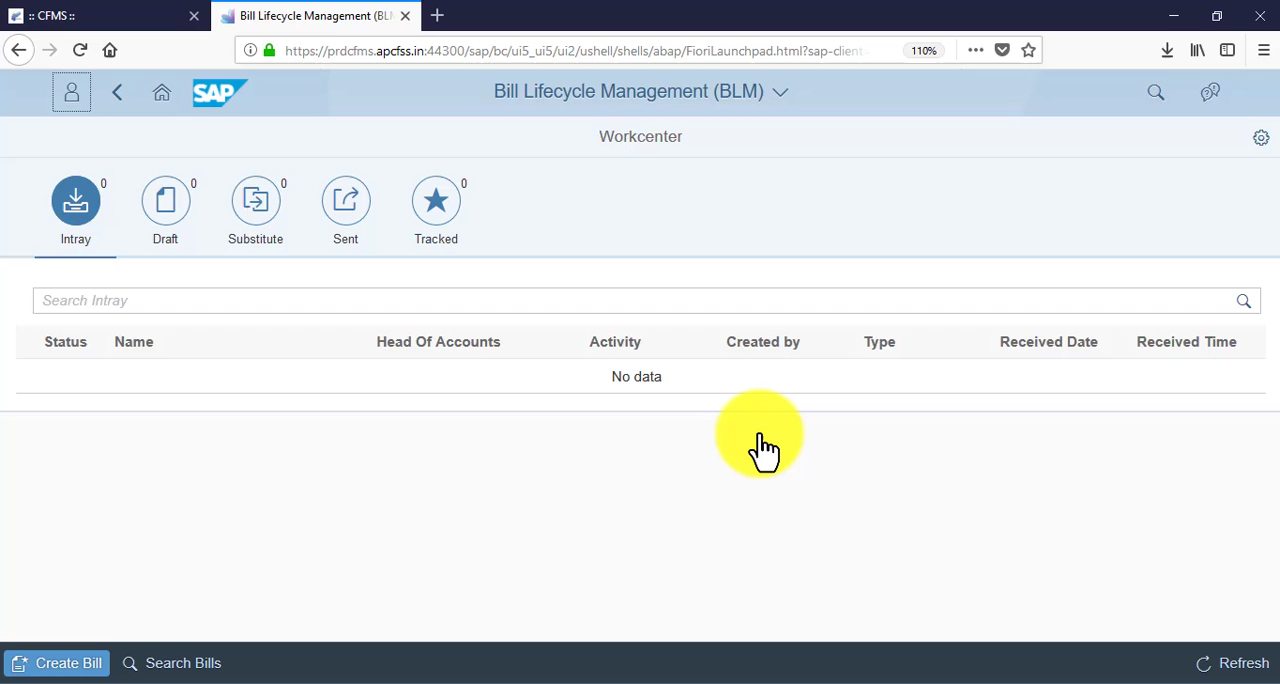 :: CFMS ::
Bill Lifecycle Management (BL
https://prdcfms.apcfss.in:44300/sap/bc/ui5_ui5/ui2/ushell/shells/abap/FioriLaunchpad.html?sap-client-
110%
SAP
Bill Lifecycle Management (BLM)
Workcenter
0 0 0 0
Intray Draft Substitute Sent Tracked
Search Intray
Status Name Head Of Accounts Activity Created by Type Received Date Received Time
No data
Create Bill Search Bills Refresh